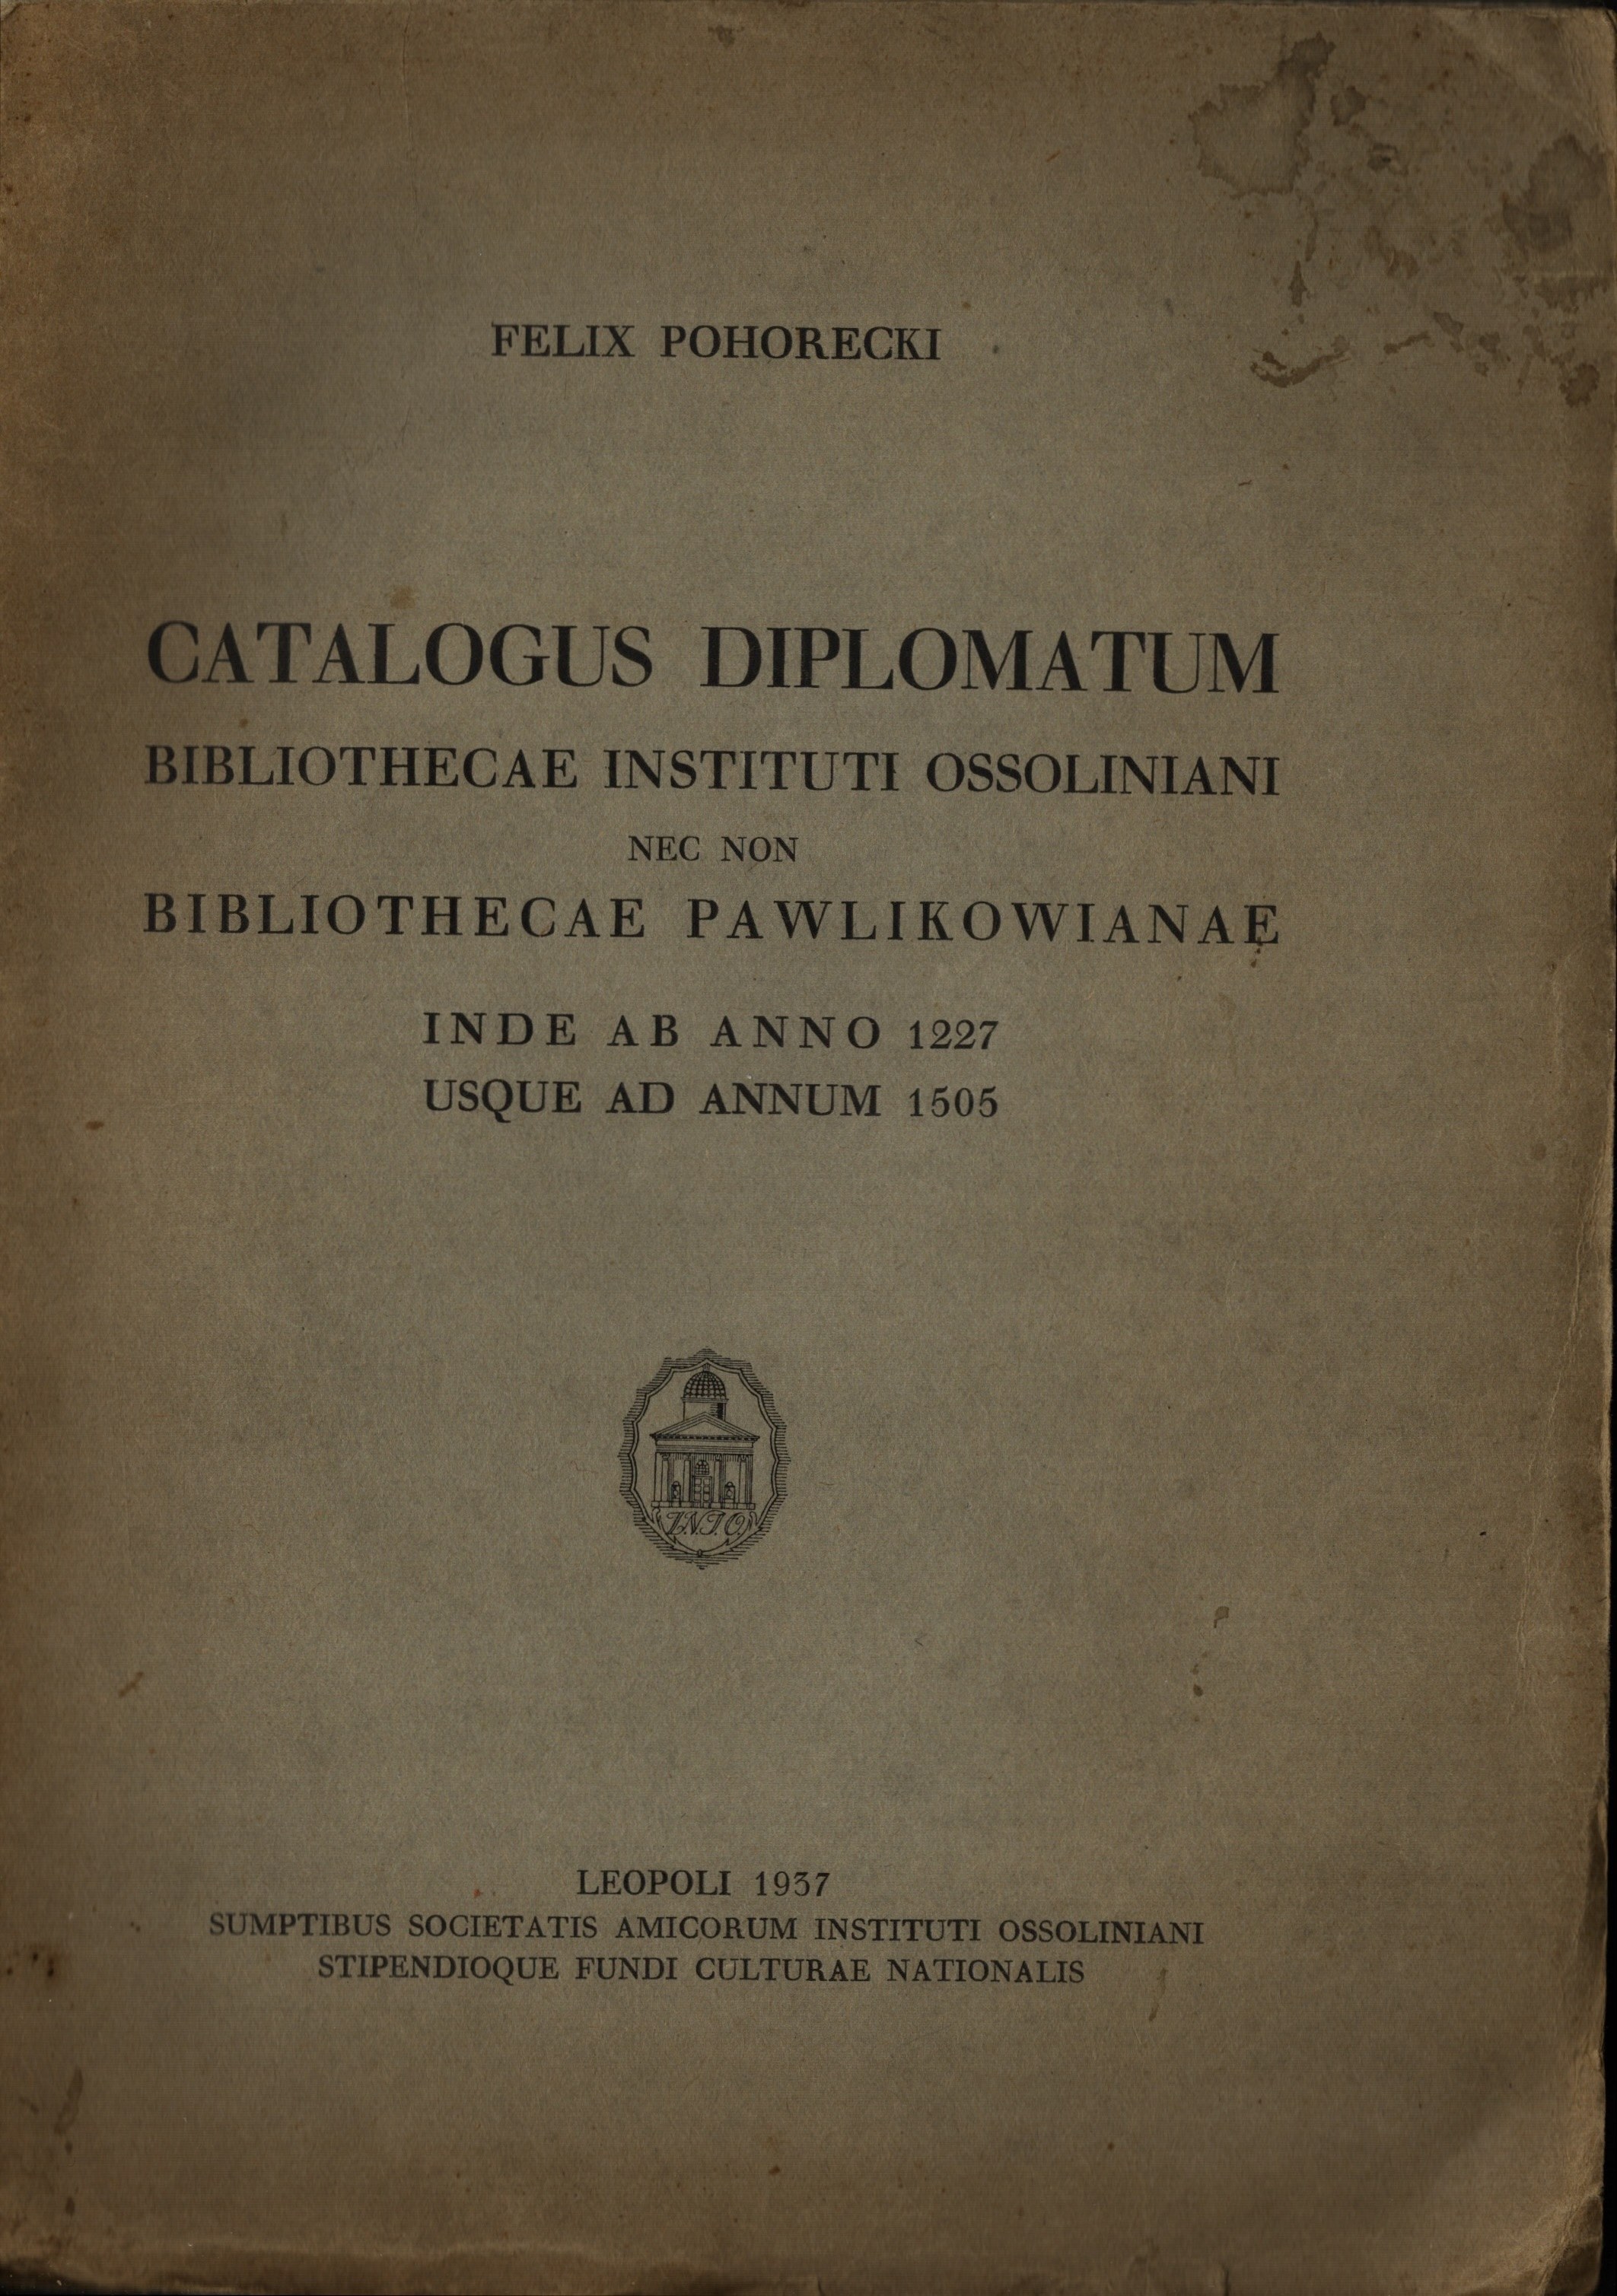 FELIX POHORECKI
CATALOGUS DIPLOMATUM
BIBLIOTHECAE INSTITUTI OSSOLINIANI
NEC NON
BIBLIOTHECAE PAWLIKOWIANAE
INDE AB ANNO 1227
USQUE AD ANNUM 1505
Z.N.I.O.
LEOPOLI 1937
SUMPTIBUS SOCIETATIS AMICORUM INSTITUTI OSSOLINIANI
STIPENDIOQUE FUNDI CULTURAE NATIONALIS